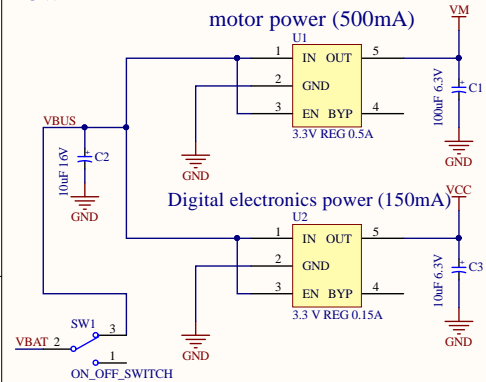 motor power (500mA)
VM
U1
1 IN OUT 5
2 GND
3 EN BYP 4
3.3V REG 0.5A
100uF 6.3V
C1
GND
GND
VBUS
10uF 16V
C2
GND
Digital electronics power (150mA)
VCC
U2
1 IN OUT 5
2 GND
3 EN BYP 4
3.3 V REG 0.15A
10uF 6.3V
C3
GND
GND
SW1
3
VBAT 2
1
ON_OFF_SWITCH